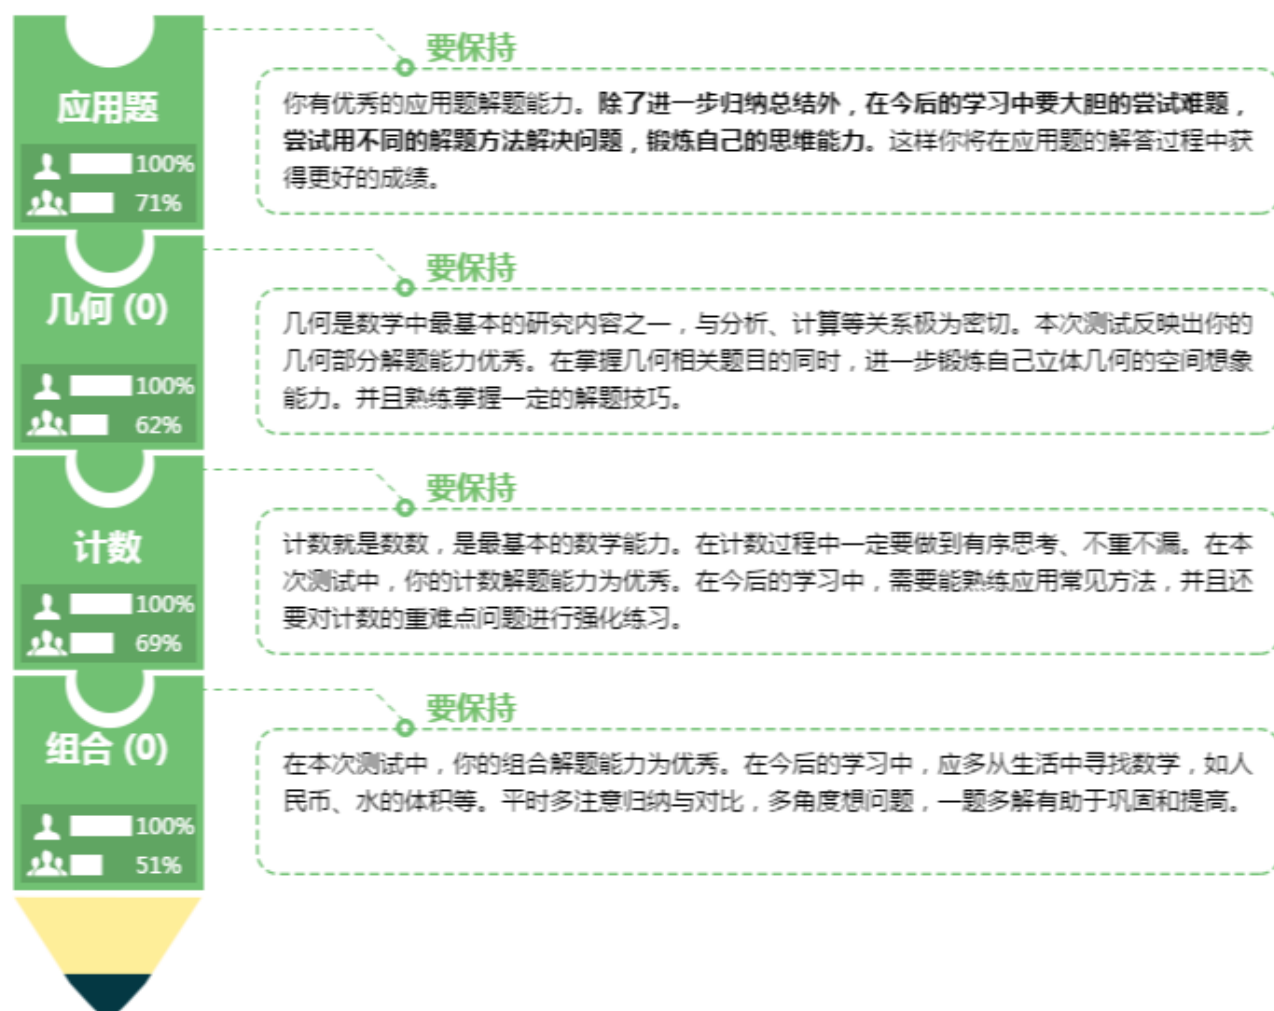 要保持
应用题
你有优秀的应用题解题能力。除了进一步归纳总结外，在今后的学习中要大胆的尝试难题，
尝试用不同的解题方法解决问题，锻炼自己的思维能力。这样你将在应用题的解答过程中获
得更好的成绩。
100%
71%
要保持
几何 (0)
几何是数学中最基本的研究内容之一，与分析、计算等关系极为密切。本次测试反映出你的
几何部分解题能力优秀。在掌握几何相关题目的同时，进一步锻炼自己立体几何的空间想象
能力。并且熟练掌握一定的解题技巧。
100%
62%
要保持
计数
计数就是数数，是最基本的数学能力。在计数过程中一定要做到有序思考、不重不漏。在本
次测试中，你的计数解题能力为优秀。在今后的学习中，需要能熟练应用常见方法，并且还
要对计数的重难点问题进行强化练习。
100%
69%
要保持
组合 (0)
在本次测试中，你的组合解题能力为优秀。在今后的学习中，应多从生活中寻找数学，如人
民币、水的体积等。平时多注意归纳与对比，多角度想问题，一题多解有助于巩固和提高。
100%
51%